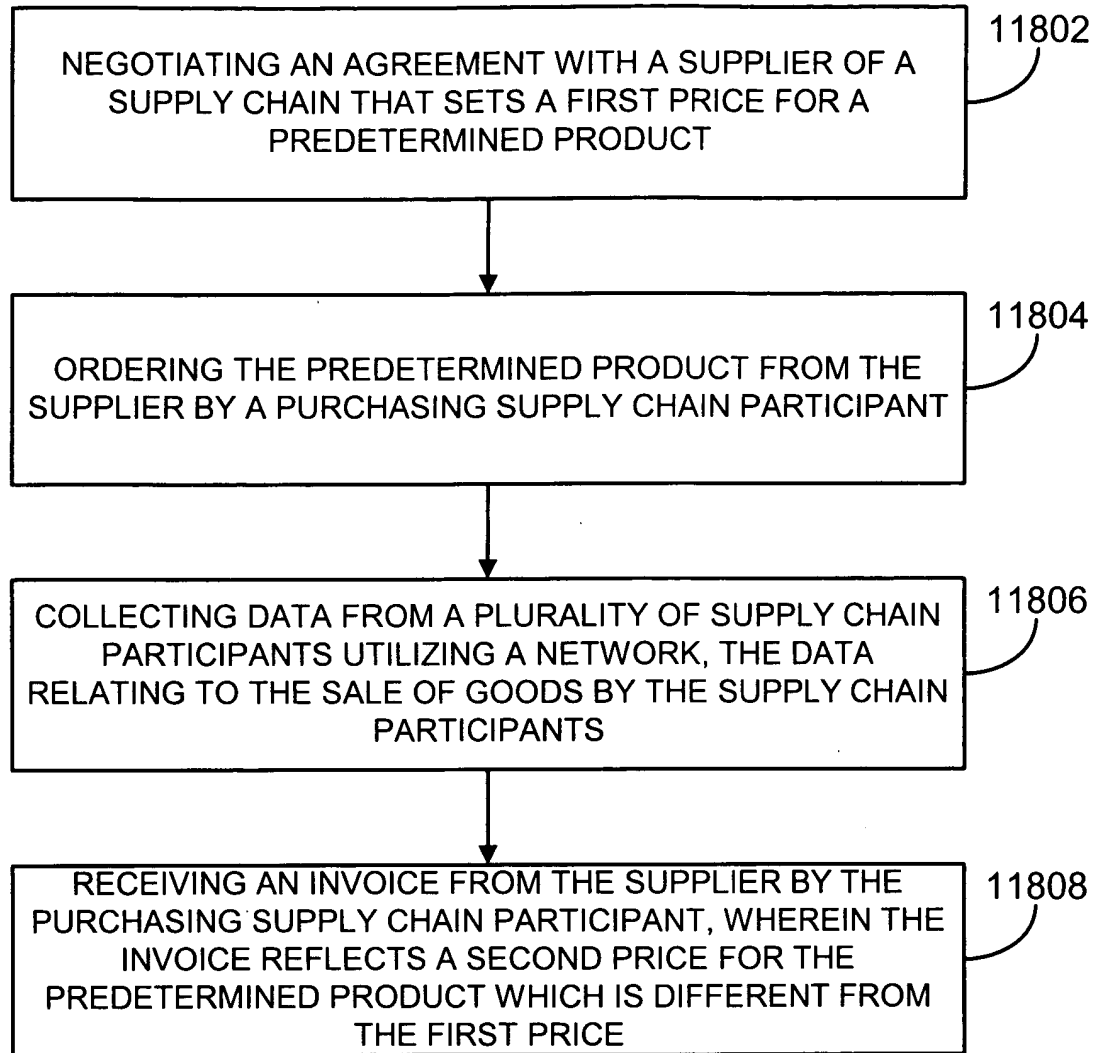 11802
NEGOTIATING AN AGREEMENT WITH A SUPPLIER OF A
SUPPLY CHAIN THAT SETS A FIRST PRICE FOR A
PREDETERMINED PRODUCT
11804
ORDERING THE PREDETERMINED PRODUCT FROM THE
SUPPLIER BY A PURCHASING SUPPLY CHAIN PARTICIPANT
11806
COLLECTING DATA FROM A PLURALITY OF SUPPLY CHAIN
PARTICIPANTS UTILIZING A NETWORK, THE DATA
RELATING TO THE SALE OF GOODS BY THE SUPPLY CHAIN
PARTICIPANTS
11808
RECEIVING AN INVOICE FROM THE SUPPLIER BY THE
PURCHASING SUPPLY CHAIN PARTICIPANT, WHEREIN THE
INVOICE REFLECTS A SECOND PRICE FOR THE
PREDETERMINED PRODUCT WHICH IS DIFFERENT FROM
THE FIRST PRICE